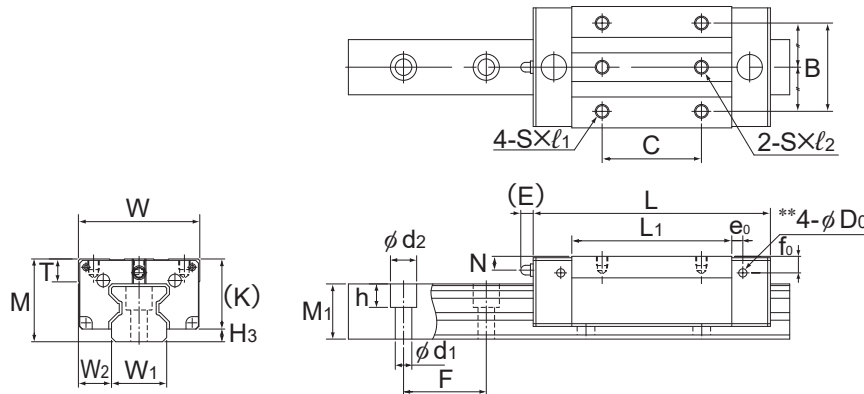 B
4-S×ℓ1
C
2-S×ℓ2
(E)
L
W
L1
e0
**4-φD0
φd2
f0
T
N
M
(K)
h
M1
H3
φd1
W2
W1
F